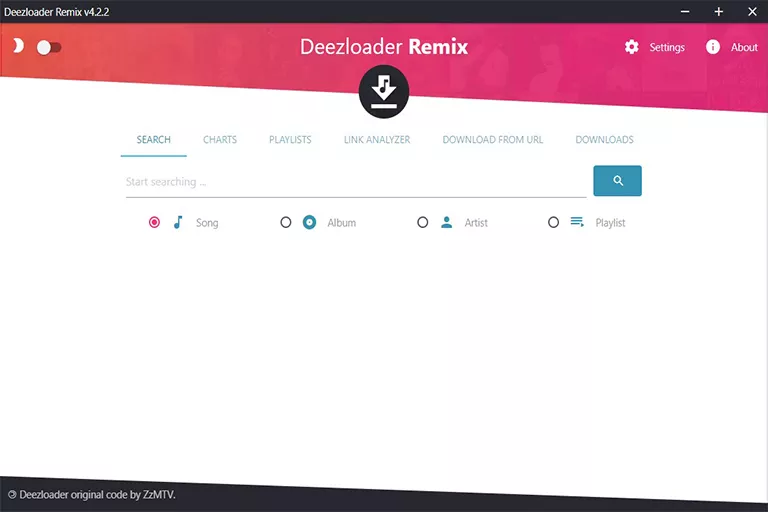 Deezloader Remix v4.2.2
Deezloader Remix
Settings
About
SEARCH
CHARTS
PLAYLISTS
LINK ANALYZER
DOWNLOAD FROM URL
DOWNLOADS
Start searching ...
Song
Album
Artist
Playlist
Deezloader original code by ZzMTV.